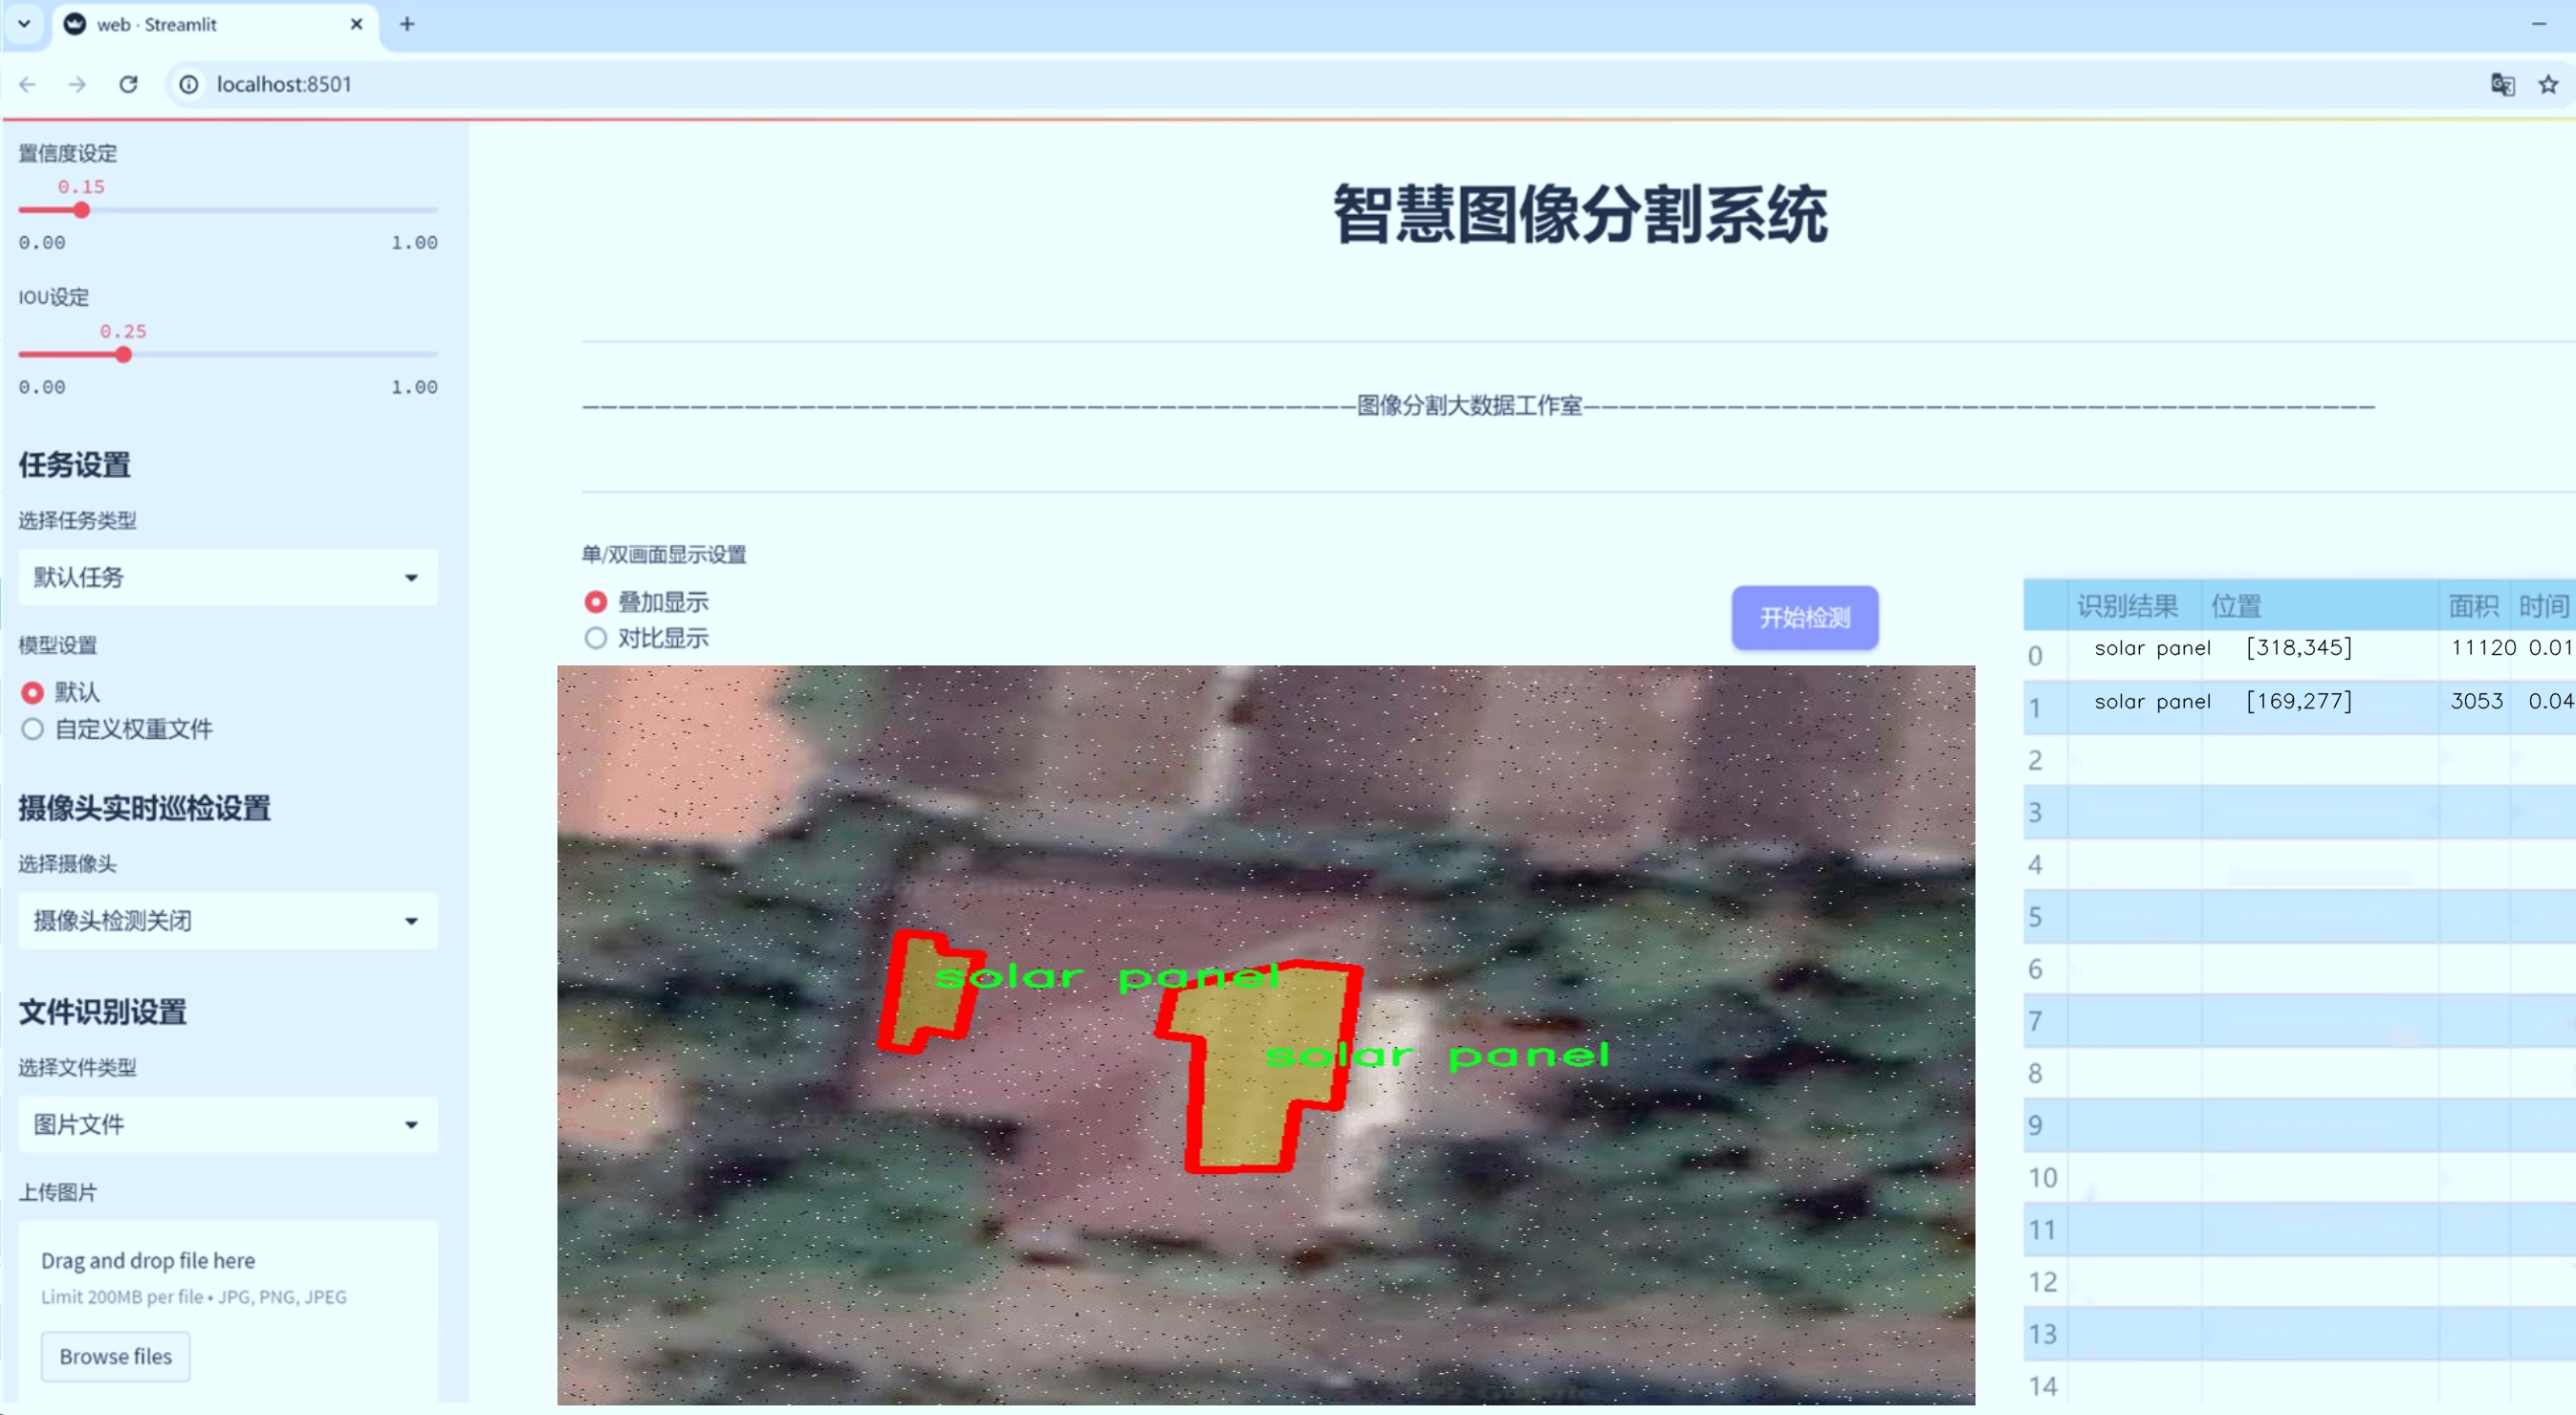 web · Streamlit
localhost:8501
置信度设定
0.15
0.00 1.00
IOU设定
0.25
0.00 1.00
任务设置
选择任务类型
默认任务
模型设置
默认
自定义权重文件
摄像头实时巡检设置
选择摄像头
摄像头检测关闭
文件识别设置
选择文件类型
图片文件
上传图片
Drag and drop file here
Limit 200MB per file • JPG, PNG, JPEG
Browse files
智慧图像分割系统
———————————————————————————————————————————图像分割大数据工作室————————————————————————————————————————————
单/双画面显示设置
叠加显示
对比显示
开始检测
solar panel
solar panel
识别结果 位置 面积 时间
0 solar panel [318,345] 11120 0.01
1 solar panel [169,277] 3053 0.04
2
3
4
5
6
7
8
9
10
11
12
13
14